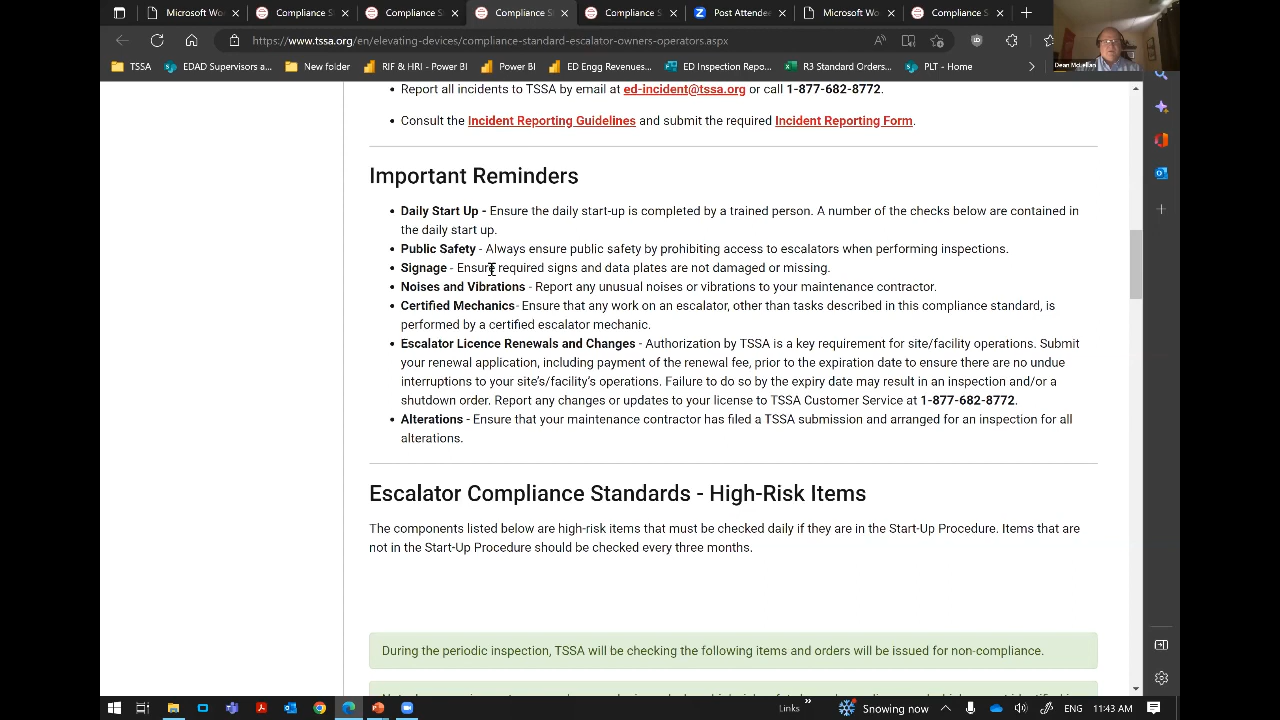 Microsoft Wo
Compliance S
Compliance S
Compliance S
Compliance S
Post Attende
Microsoft Wo
Compliance S
https://www.tssa.org/en/elevating-devices/compliance-standard-escalator-owners-operators.aspx
TSSA
EDAD Supervisors a...
New folder
RIF & HRI - Power BI
Power BI
ED Engg Revenues...
ED Inspection Repo...
R3 Standard Orders...
PLT - Home
Dean McLellan
• Report all incidents to TSSA by email at ed-incident@tssa.org or call 1-877-682-8772.
• Consult the Incident Reporting Guidelines and submit the required Incident Reporting Form.
Important Reminders
• Daily Start Up - Ensure the daily start-up is completed by a trained person. A number of the checks below are contained in
the daily start up.
• Public Safety - Always ensure public safety by prohibiting access to escalators when performing inspections.
• Signage - Ensure required signs and data plates are not damaged or missing.
• Noises and Vibrations - Report any unusual noises or vibrations to your maintenance contractor.
• Certified Mechanics- Ensure that any work on an escalator, other than tasks described in this compliance standard, is
performed by a certified escalator mechanic.
• Escalator Licence Renewals and Changes - Authorization by TSSA is a key requirement for site/facility operations. Submit
your renewal application, including payment of the renewal fee, prior to the expiration date to ensure there are no undue
interruptions to your site's/facility's operations. Failure to do so by the expiry date may result in an inspection and/or a
shutdown order. Report any changes or updates to your license to TSSA Customer Service at 1-877-682-8772.
• Alterations - Ensure that your maintenance contractor has filed a TSSA submission and arranged for an inspection for all
alterations.
Escalator Compliance Standards - High-Risk Items
The components listed below are high-risk items that must be checked daily if they are in the Start-Up Procedure. Items that are
not in the Start-Up Procedure should be checked every three months.
During the periodic inspection, TSSA will be checking the following items and orders will be issued for non-compliance.
Links
Snowing now
11:43 AM